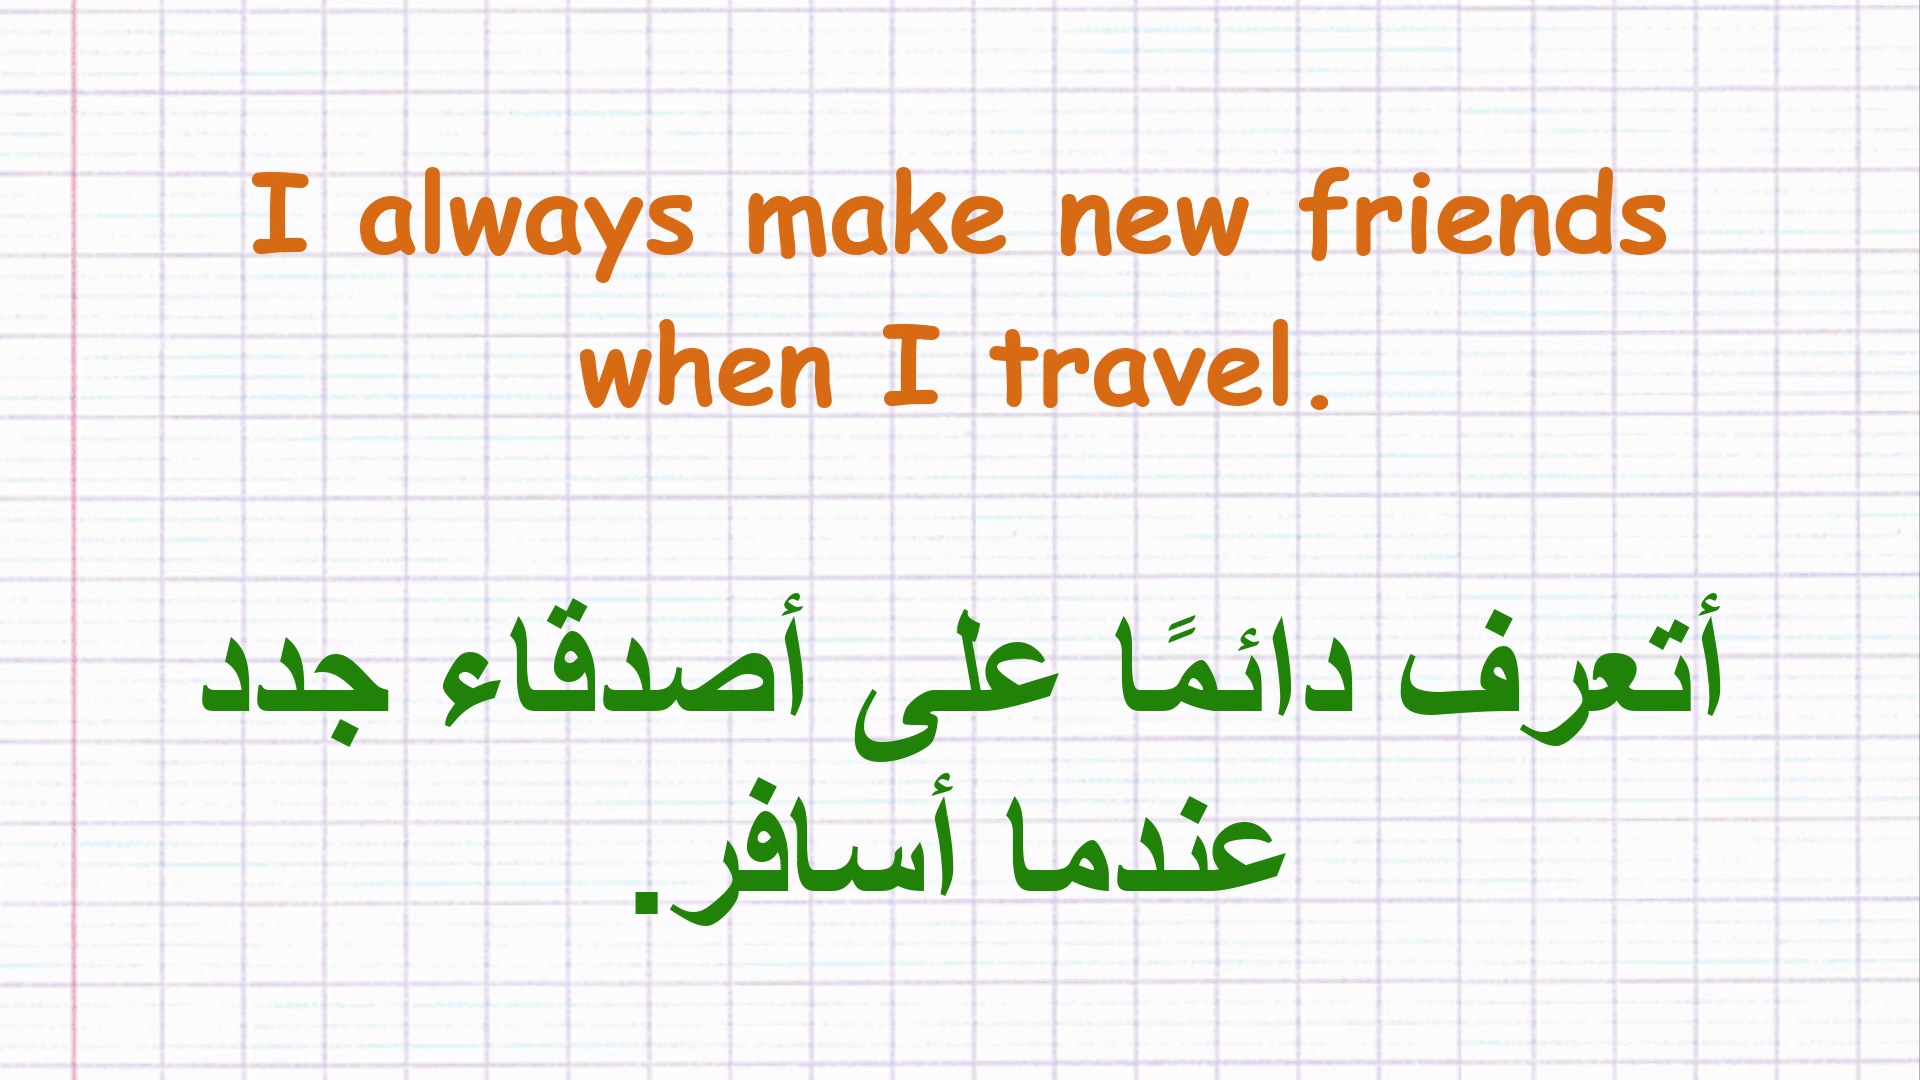 I always make new friends
when I travel.
أتعرف دائمًا على أصدقاء جدد
عندما أسافر.